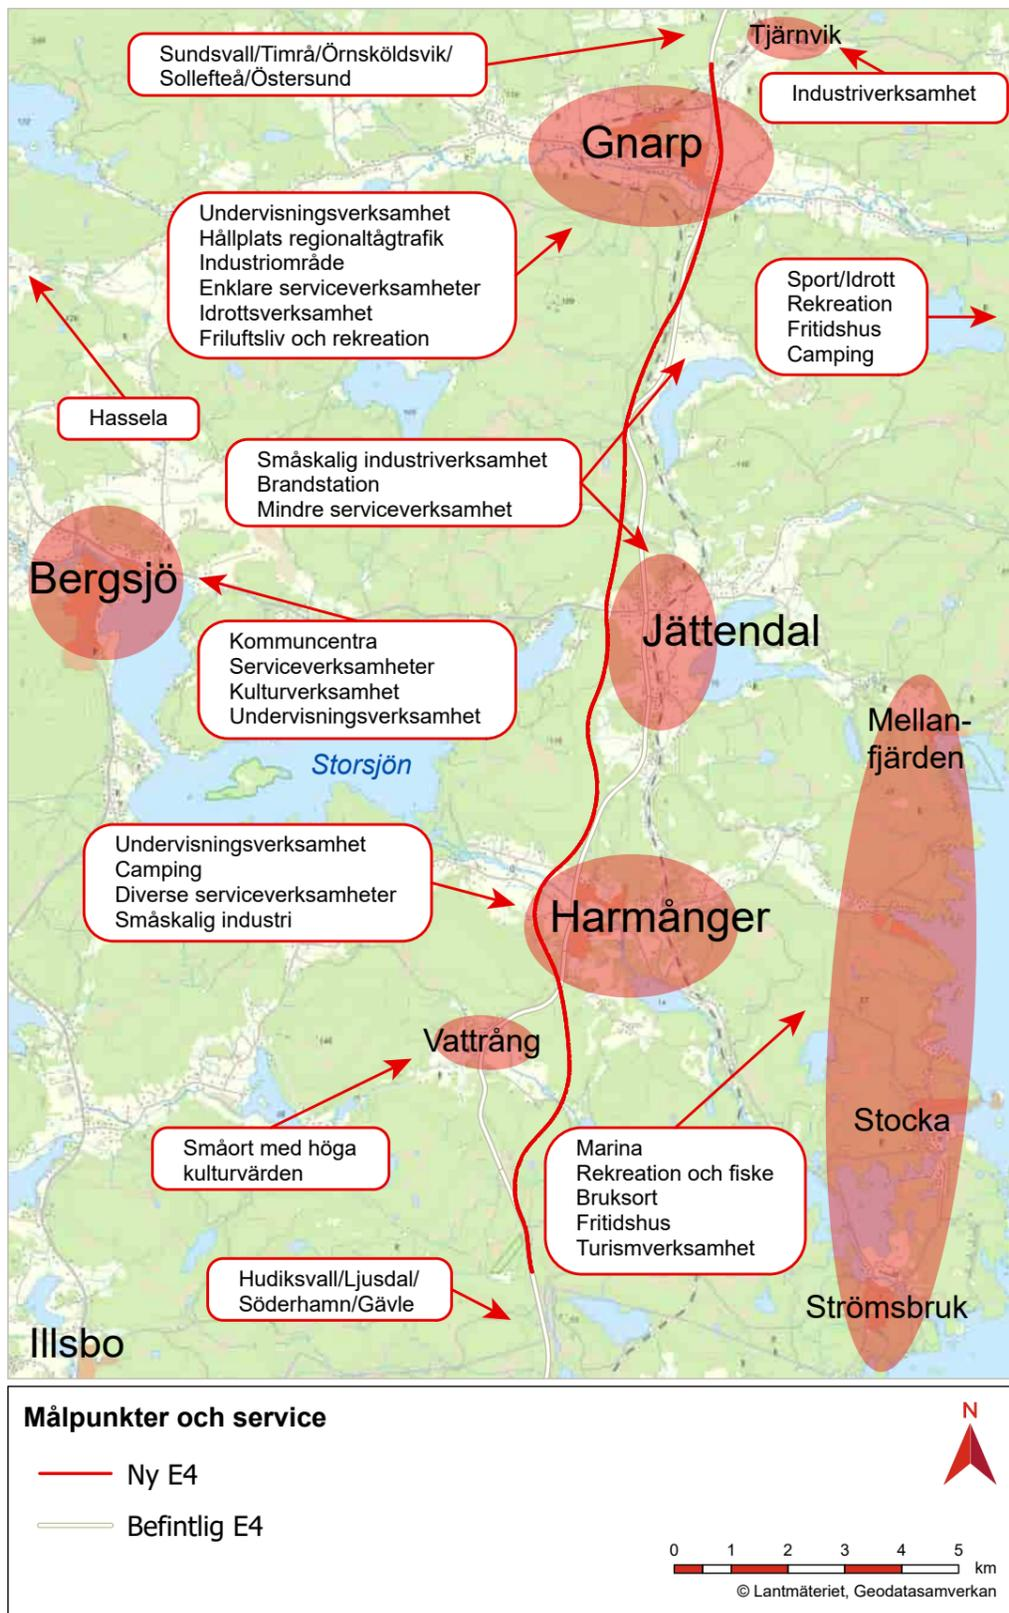 Sundsvall/Timrå/Örnsköldsvik/
Sollefteå/Östersund
Tjärnvik
Industriverksamhet
Gnarp
Undervisningsverksamhet
Hållplats regionaltågtrafik
Industriområde
Enklare serviceverksamheter
Idrottsverksamhet
Friluftsliv och rekreation
Sport/Idrott
Rekreation
Fritidshus
Camping
Hassela
Småskalig industriverksamhet
Brandstation
Mindre serviceverksamhet
Bergsjö
Jättendal
Kommuncentra
Serviceverksamheter
Kulturverksamhet
Undervisningsverksamhet
Mellan-
fjärden
Storsjön
Undervisningsverksamhet
Camping
Diverse serviceverksamheter
Småskalig industri
Harmånger
Vattrång
Stocka
Småort med höga
kulturvärden
Marina
Rekreation och fiske
Bruksort
Fritidshus
Turismverksamhet
Hudiksvall/Ljusdal/
Söderhamn/Gävle
Strömsbruk
Illsbo
Målpunkter och service
Ny E4
Befintlig E4
N
0 1 2 3 4 5
km
© Lantmäteriet, Geodatasamverkan